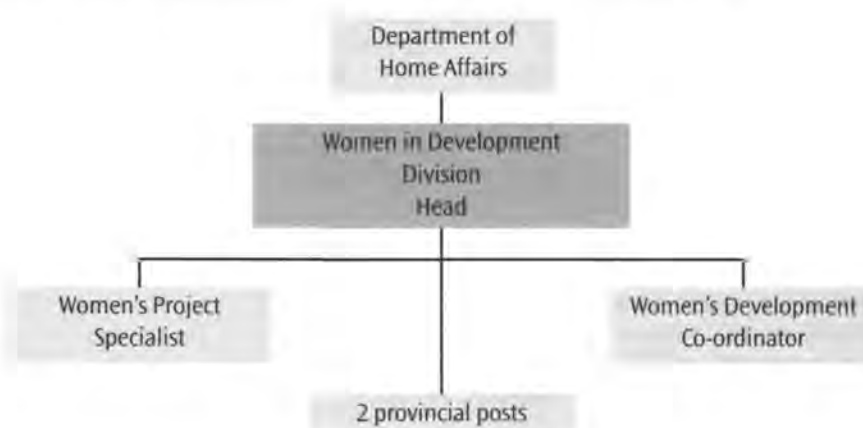 Department of
Home Affairs
Women in Development
Division
Head
Women's Project
Specialist
Women's Development
Co-ordinator
2 provincial posts